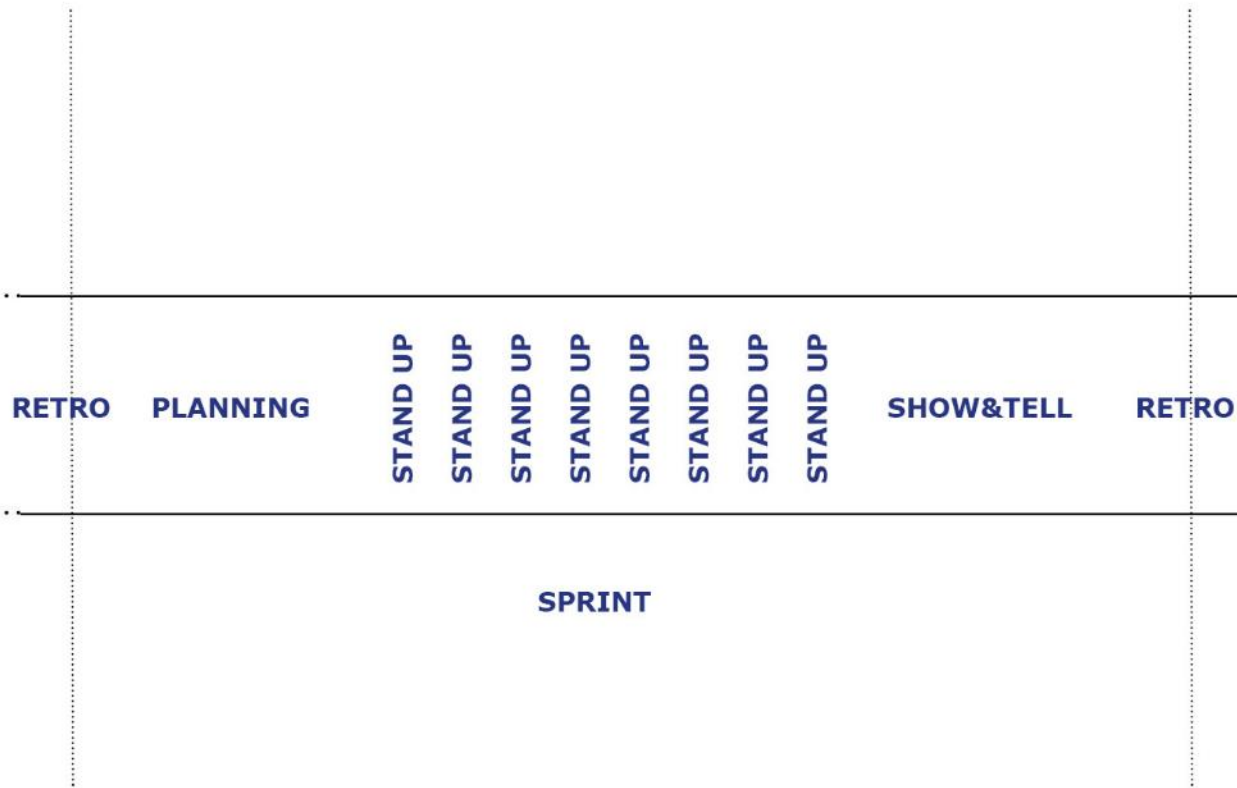 RETRO
PLANNING
STAND UP
STAND UP
STAND UP
STAND UP
STAND UP
STAND UP
STAND UP
STAND UP
SHOW&TELL
RETRO
SPRINT